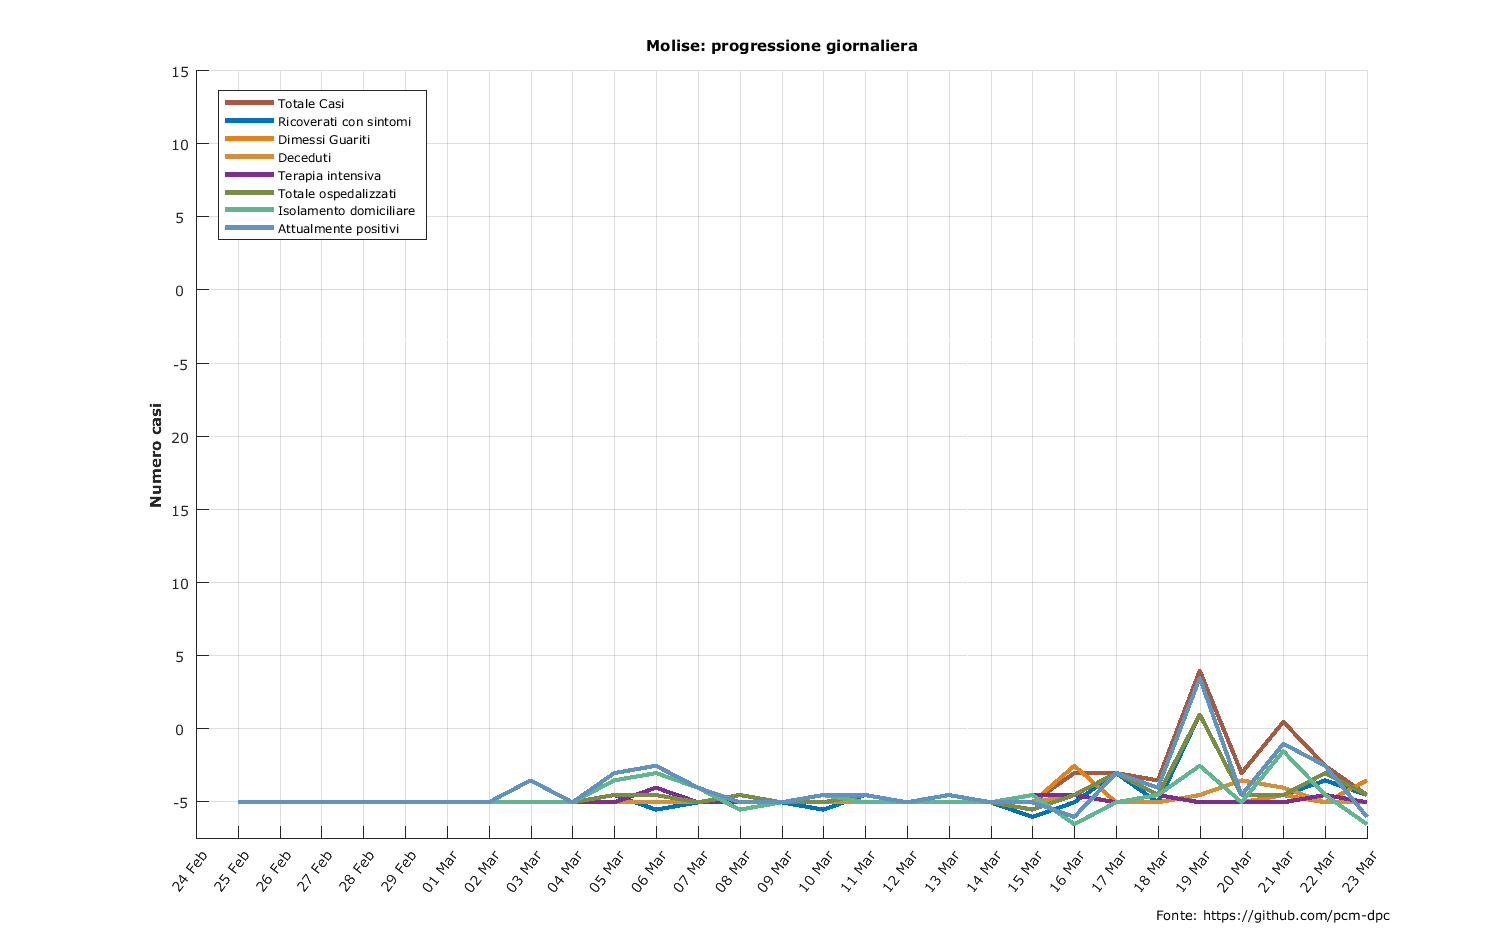 Molise: progressione giornaliera
15
10
5
0
-5
20
15
10
5
0
-5
Numero casi
Totale Casi
Ricoverati con sintomi
Dimessi Guariti
Deceduti
Terapia intensiva
Totale ospedalizzati
Isolamento domiciliare
Attualmente positivi
24 Feb
25 Feb
26 Feb
27 Feb
28 Feb
29 Feb
01 Mar
02 Mar
03 Mar
04 Mar
05 Mar
06 Mar
07 Mar
08 Mar
09 Mar
10 Mar
11 Mar
12 Mar
13 Mar
14 Mar
15 Mar
16 Mar
17 Mar
18 Mar
19 Mar
20 Mar
21 Mar
22 Mar
23 Mar
Fonte: https://github.com/pcm-dpc